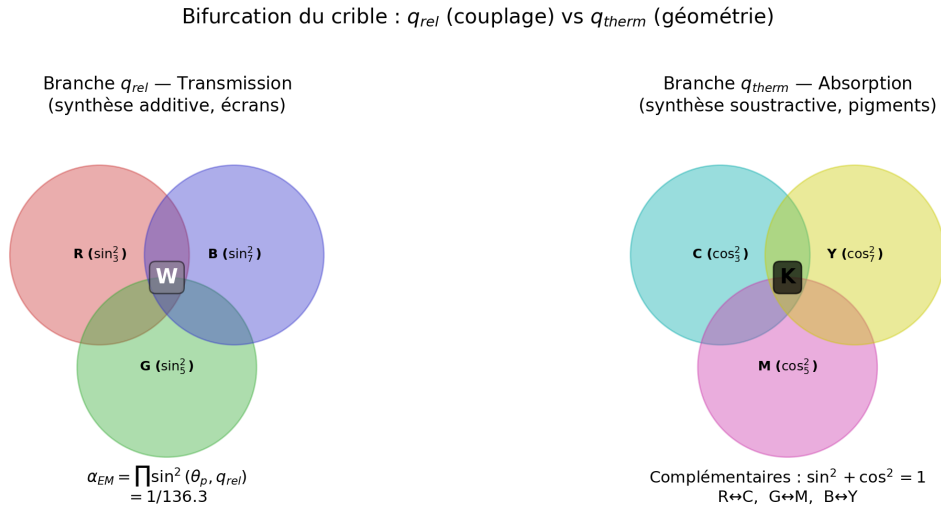 Bifurcation du crible : q_rel (couplage) vs q_therm (géométrie)
Branche q_rel — Transmission
(synthèse additive, écrans)
Branche q_therm — Absorption
(synthèse soustractive, pigments)
R (sin²₃)
B (sin²₇)
W
G (sin²₅)
C (cos²₃)
Y (cos²₇)
K
M (cos²₅)
α_EM = ∏ sin² (θ_p, q_rel)
= 1/136.3
Complémentaires : sin² + cos² = 1
R↔C, G↔M, B↔Y